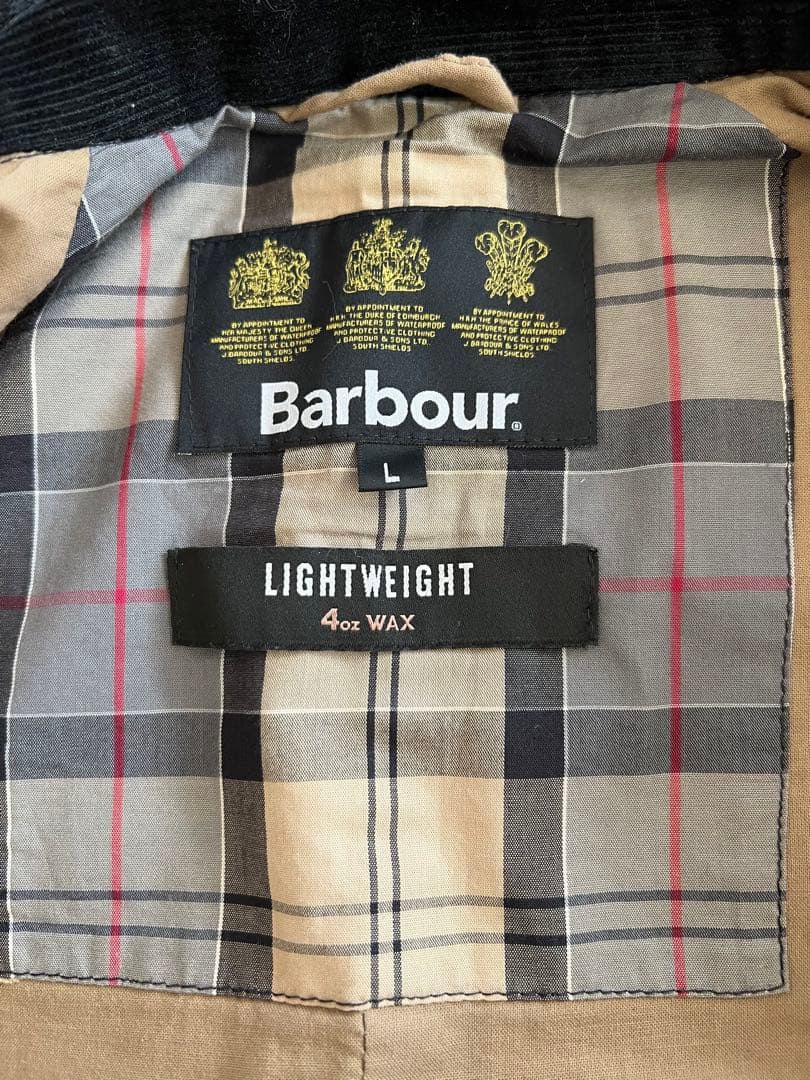 BY APPOINTMENT TO
HER MAJESTY THE QUEEN
MANUFACTURERS OF WATERPROOF
AND PROTECTIVE CLOTHING
J. BARBOUR & SONS LTD.
SOUTH SHIELDS.
BY APPOINTMENT TO
H.R.H. THE DUKE OF EDINBURGH
MANUFACTURERS OF WATERPROOF
AND PROTECTIVE CLOTHING
J. BARBOUR & SONS LTD.
SOUTH SHIELDS
BY APPOINTMENT TO
H.R.H. THE PRINCE OF WALES
MANUFACTURERS OF WATERPROOF
AND PROTECTIVE CLOTHING
J. BARBOUR & SONS LTD.
SOUTH SHIELDS.
Barbour®
L
LIGHTWEIGHT
4oz WAX